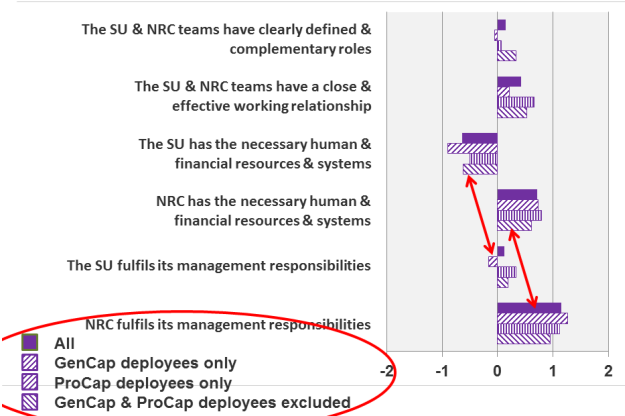 The SU & NRC teams have clearly defined &
complementary roles
The SU & NRC teams have a close &
effective working relationship
The SU has the necessary human &
financial resources & systems
NRC has the necessary human &
financial resources & systems
The SU fulfils its management responsibilities
NRC fulfils its management responsibilities
All
GenCap deployees only
ProCap deployees only
GenCap & ProCap deployees excluded
-2 -1 0 1 2